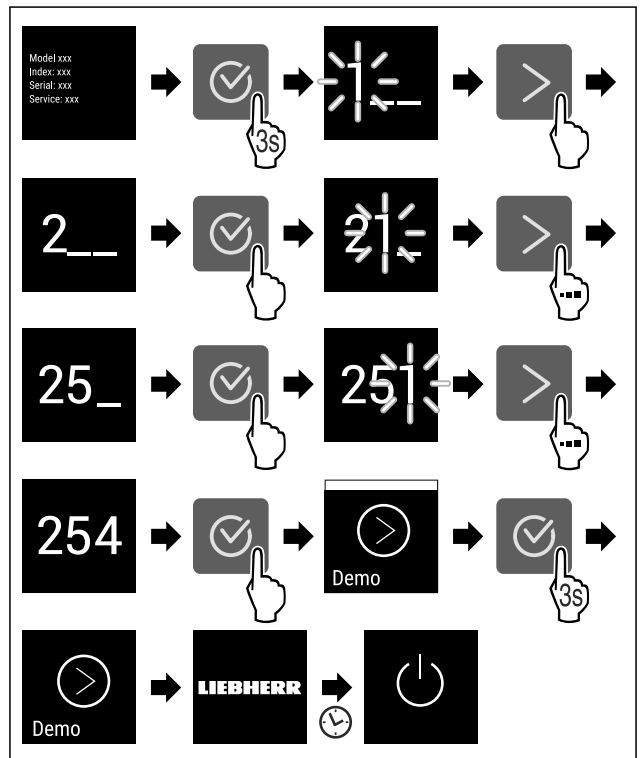 Model xxx
Index: xxx
Serial: xxx
Service: xxx
3s
1__
2__
21_
25_
251
254
Demo
3s
Demo
LIEBHERR